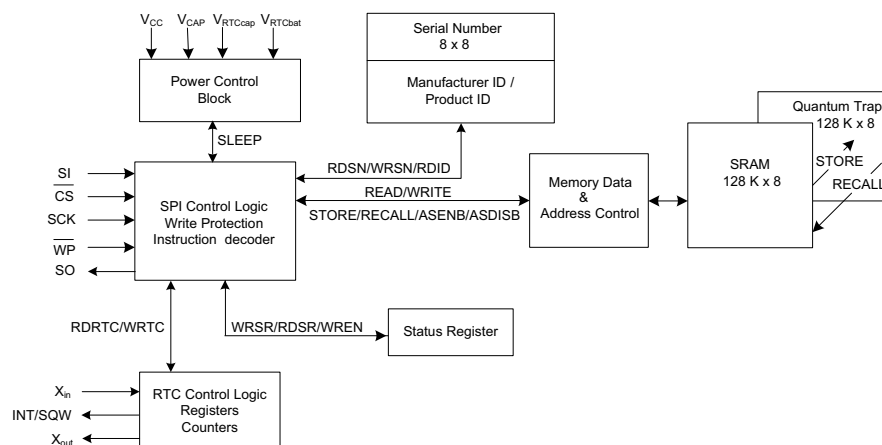 VCC VCAP VRTCcap VRTCbat
Serial Number
8 x 8
Power Control
Block
Manufacturer ID /
Product ID
Quantum Trap
128 K x 8
SLEEP
SRAM
128 K x 8
STORE
RECALL
SI
CS
SCK
WP
SO
SPI Control Logic
Write Protection
Instruction decoder
RDSN/WRSN/RDID
READ/WRITE
STORE/RECALL/ASENB/ASDISB
Memory Data
&
Address Control
RDRTC/WRTC
WRSR/RDSR/WREN
Status Register
Xin
INT/SQW
Xout
RTC Control Logic
Registers
Counters